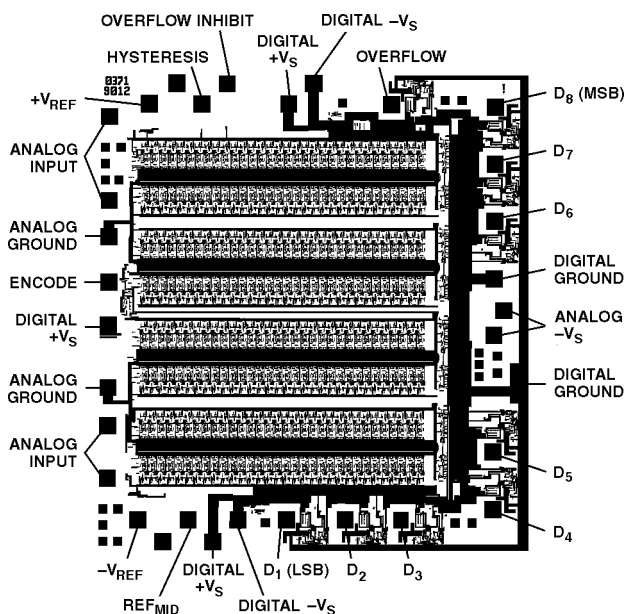 OVERFLOW INHIBIT
DIGITAL –VS
HYSTERESIS
DIGITAL
+VS
OVERFLOW
0371
9012
+VREF
D8 (MSB)
ANALOG
INPUT
D7
D6
ANALOG
GROUND
DIGITAL
GROUND
ENCODE
ANALOG
–VS
DIGITAL
+VS
ANALOG
GROUND
DIGITAL
GROUND
ANALOG
INPUT
D5
D4
–VREF
DIGITAL
+VS
D1 (LSB)
D2
D3
REFMID
DIGITAL –VS